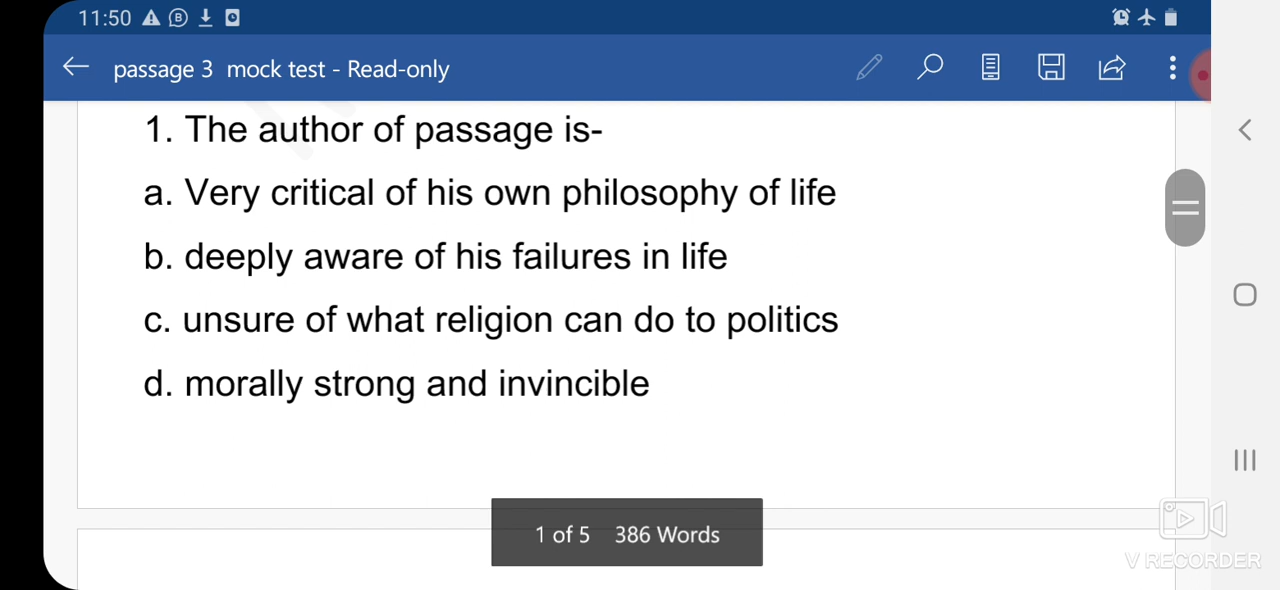 11:50
passage 3 mock test - Read-only
1. The author of passage is-
a. Very critical of his own philosophy of life
b. deeply aware of his failures in life
c. unsure of what religion can do to politics
d. morally strong and invincible
1 of 5 386 Words
V RECORDER